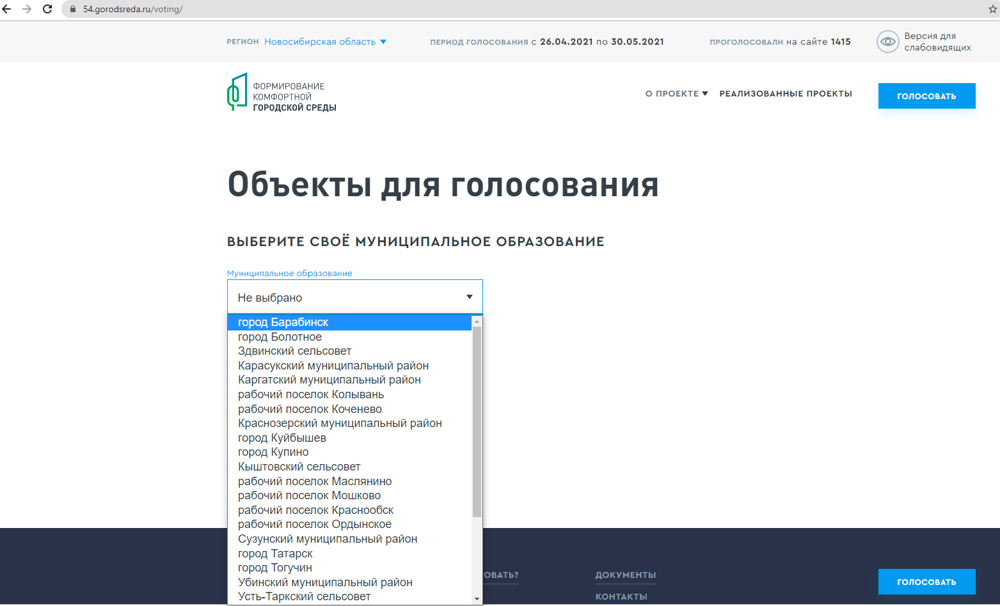 54.gorodsreda.ru/voting/
РЕГИОН Новосибирская область
ПЕРИОД ГОЛОСОВАНИЯ с 26.04.2021 по 30.05.2021
ПРОГОЛОСОВАЛИ на сайте 1415
Версия для
слабовидящих
ФОРМИРОВАНИЕ
КОМФОРТНОЙ
ГОРОДСКОЙ СРЕДЫ
О ПРОЕКТЕ
РЕАЛИЗОВАННЫЕ ПРОЕКТЫ
ГОЛОСОВАТЬ
Объекты для голосования
ВЫБЕРИТЕ СВОЁ МУНИЦИПАЛЬНОЕ ОБРАЗОВАНИЕ
Муниципальное образование
Не выбрано
город Барабинск
город Болотное
Здвинский сельсовет
Карасукский муниципальный район
Каргатский муниципальный район
рабочий поселок Колывань
рабочий поселок Коченево
Краснозерский муниципальный район
город Куйбышев
город Купино
Кыштовский сельсовет
рабочий поселок Маслянино
рабочий поселок Мошково
рабочий поселок Краснообск
рабочий поселок Ордынское
Сузунский муниципальный район
город Татарск
город Тогучин
Убинский муниципальный район
Усть-Таркский сельсовет
ОВАТЬ?
ДОКУМЕНТЫ
КОНТАКТЫ
ГОЛОСОВАТЬ